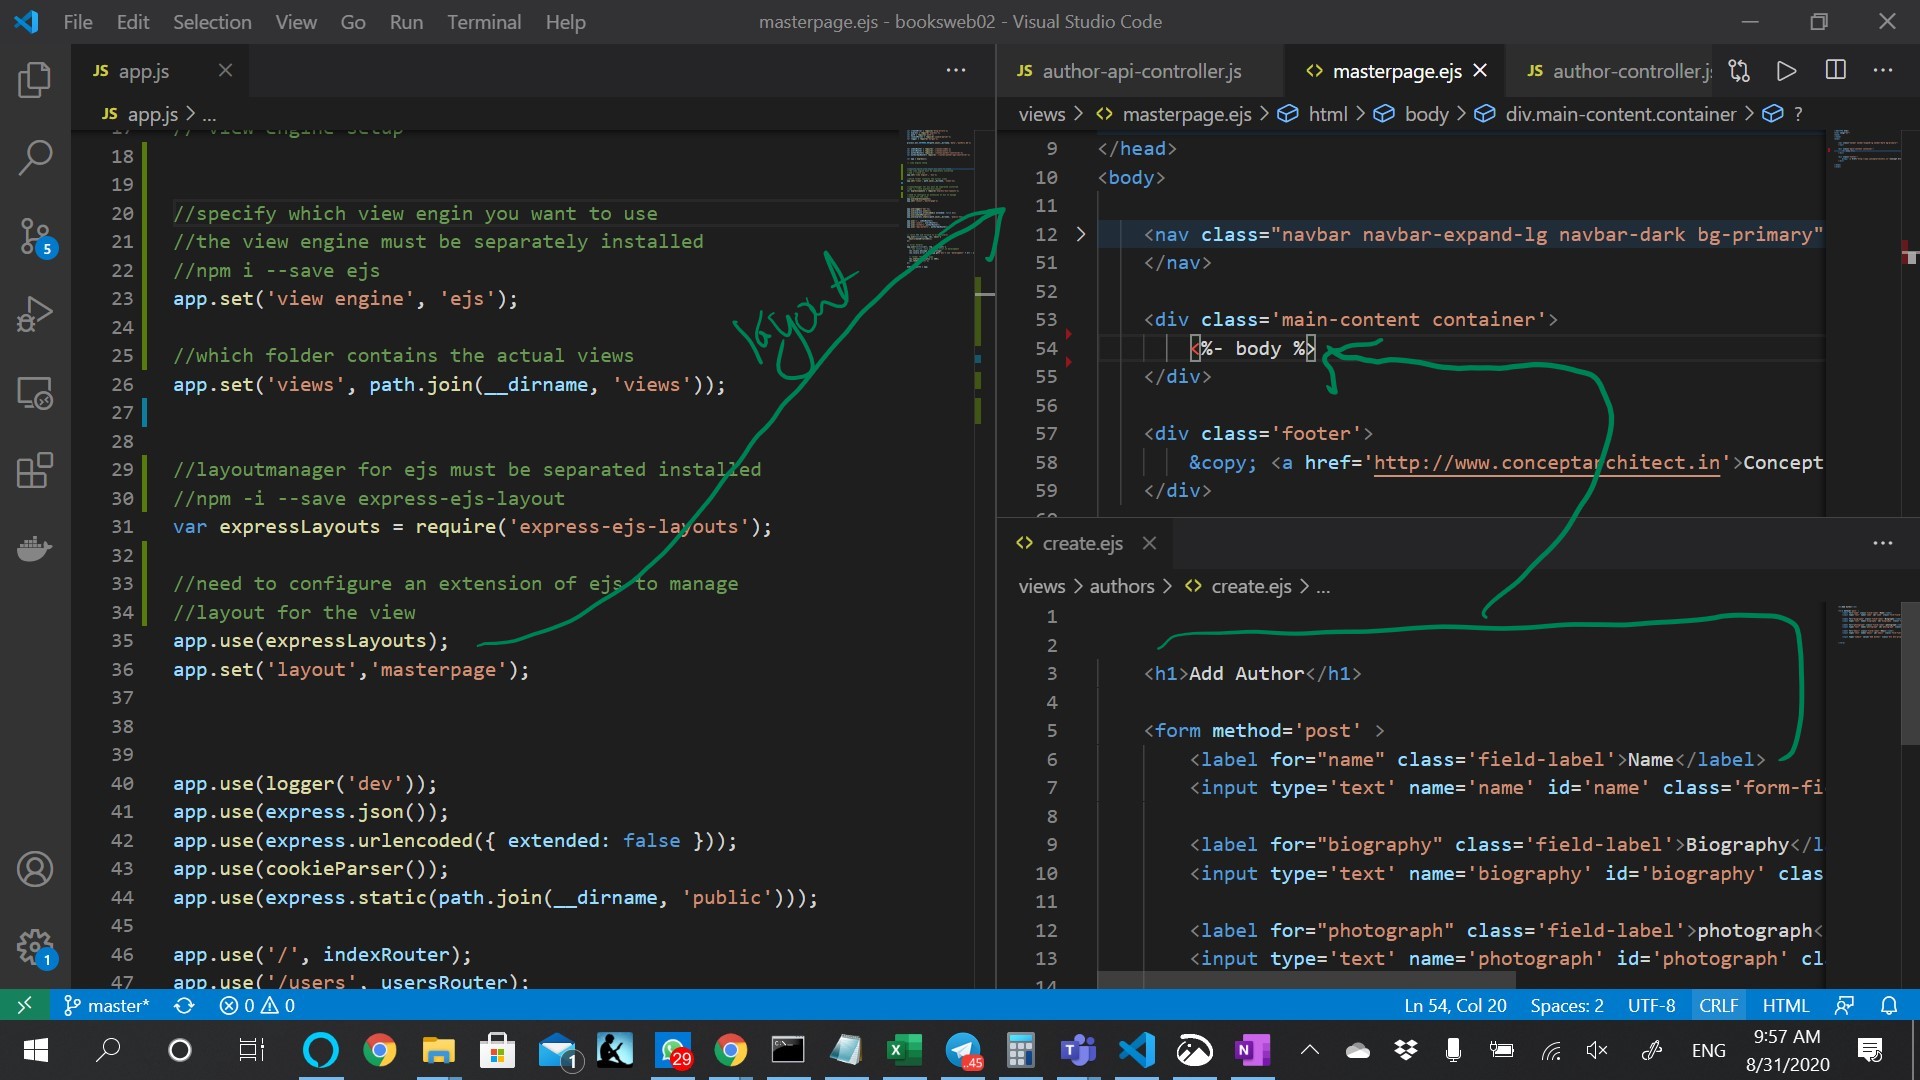 File Edit Selection View Go Run Terminal Help
masterpage.ejs - booksweb02 - Visual Studio Code
JS app.js
JS app.js > ...
17 // view engine setup
18
19
20 //specify which view engin you want to use
21 //the view engine must be separately installed
22 //npm i --save ejs
23 app.set('view engine', 'ejs');
24
25 //which folder contains the actual views
26 app.set('views', path.join(__dirname, 'views'));
27
28
29 //layoutmanager for ejs must be separated installed
30 //npm -i --save express-ejs-layout
31 var expressLayouts = require('express-ejs-layouts');
32
33 //need to configure an extension of ejs to manage
34 //layout for the view
35 app.use(expressLayouts);
36 app.set('layout','masterpage');
37
38
39
40 app.use(logger('dev'));
41 app.use(express.json());
42 app.use(express.urlencoded({ extended: false }));
43 app.use(cookieParser());
44 app.use(express.static(path.join(__dirname, 'public')));
45
46 app.use('/', indexRouter);
47 app.use('/users', usersRouter);
layout
JS author-api-controller.js
masterpage.ejs
JS author-controller.js
views > masterpage.ejs > html > body > div.main-content.container > ?
9 </head>
10 <body>
11
12 <nav class="navbar navbar-expand-lg navbar-dark bg-primary"
51 </nav>
52
53 <div class='main-content container'>
54 <%- body %>
55 </div>
56
57 <div class='footer'>
58 &copy; <a href='http://www.conceptarchitect.in'>Concept
59 </div>
60
create.ejs
views > authors > create.ejs > ...
1
2
3 <h1>Add Author</h1>
4
5 <form method='post' >
6 <label for="name" class='field-label'>Name</label>
7 <input type='text' name='name' id='name' class='form-fi
8
9 <label for="biography" class='field-label'>Biography</l
10 <input type='text' name='biography' id='biography' clas
11
12 <label for="photograph" class='field-label'>photograph<
13 <input type='text' name='photograph' id='photograph' cl
14
5
1
master*
0 0
Ln 54, Col 20 Spaces: 2 UTF-8 CRLF HTML
1
29
..45
ENG
9:57 AM
8/31/2020